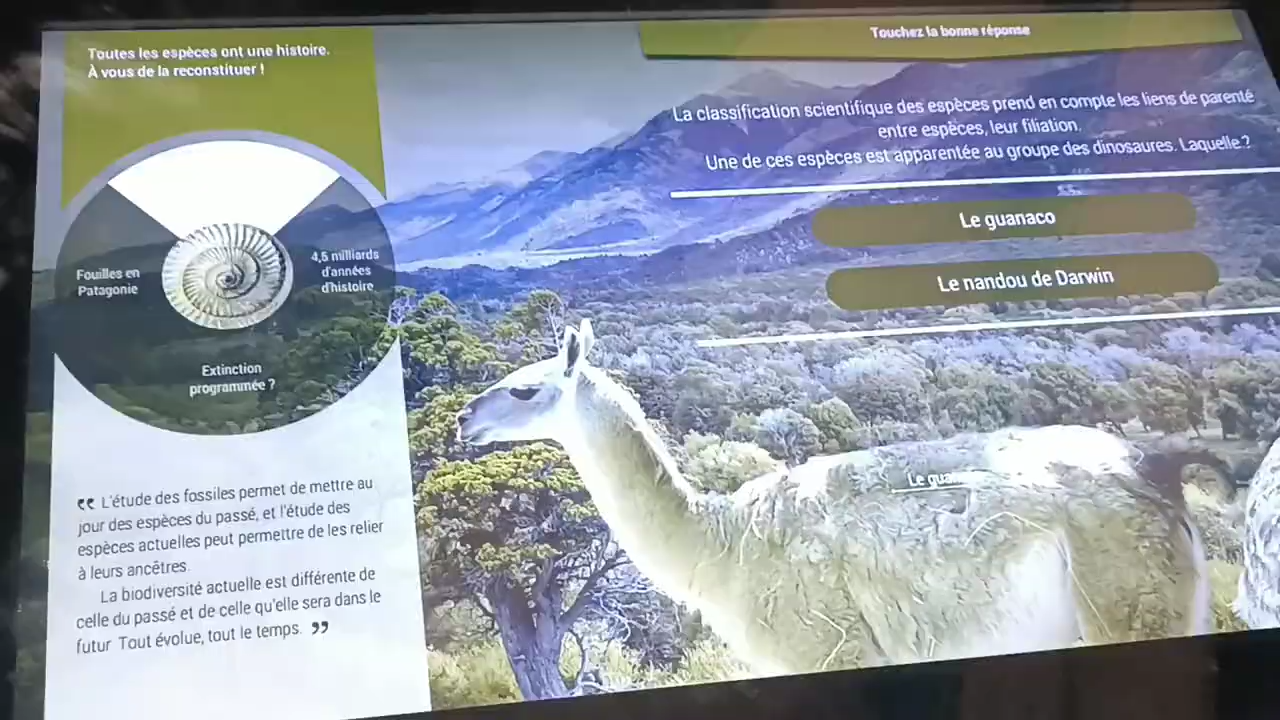 Toutes les espèces ont une histoire.
À vous de la reconstituer !
Fouilles en
Patagonie
4,5 milliards
d'années
d'histoire
Extinction
programmée ?
“ L'étude des fossiles permet de mettre au
jour des espèces du passé, et l'étude des
espèces actuelles peut permettre de les relier
à leurs ancêtres.
La biodiversité actuelle est différente de
celle du passé et de celle qu'elle sera dans le
futur Tout évolue, tout le temps. ”
Touchez la bonne réponse
La classification scientifique des espèces prend en compte les liens de parenté
entre espèces, leur filiation.
Une de ces espèces est apparentée au groupe des dinosaures. Laquelle ?
Le guanaco
Le nandou de Darwin
Le